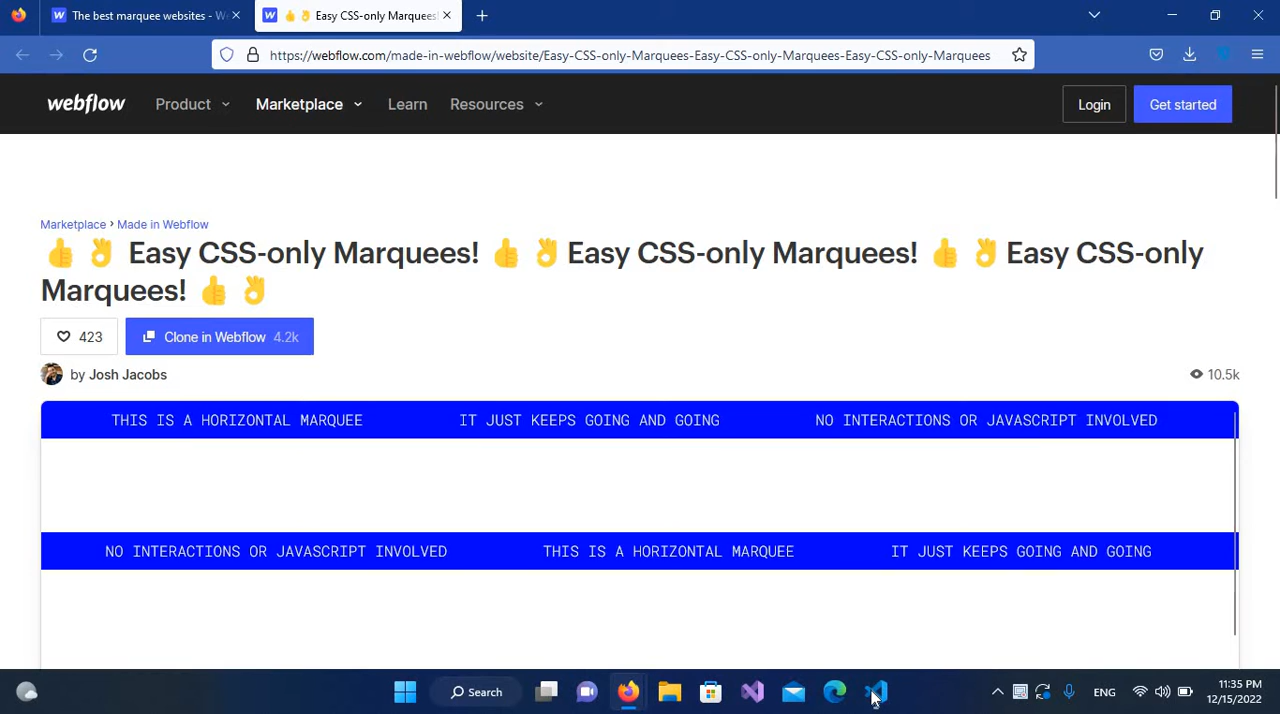 The best marquee websites - W
👍 👌 Easy CSS-only Marquees!
https://webflow.com/made-in-webflow/website/Easy-CSS-only-Marquees-Easy-CSS-only-Marquees-Easy-CSS-only-Marquees
webflow Product Marketplace Learn Resources Login Get started
Marketplace › Made in Webflow
👍 👌 Easy CSS-only Marquees! 👍 👌 Easy CSS-only Marquees! 👍 👌 Easy CSS-only
Marquees! 👍 👌
423 Clone in Webflow 4.2k
by Josh Jacobs 10.5k
THIS IS A HORIZONTAL MARQUEE IT JUST KEEPS GOING AND GOING NO INTERACTIONS OR JAVASCRIPT INVOLVED
NO INTERACTIONS OR JAVASCRIPT INVOLVED THIS IS A HORIZONTAL MARQUEE IT JUST KEEPS GOING AND GOING
Search ENG 11:35 PM
12/15/2022